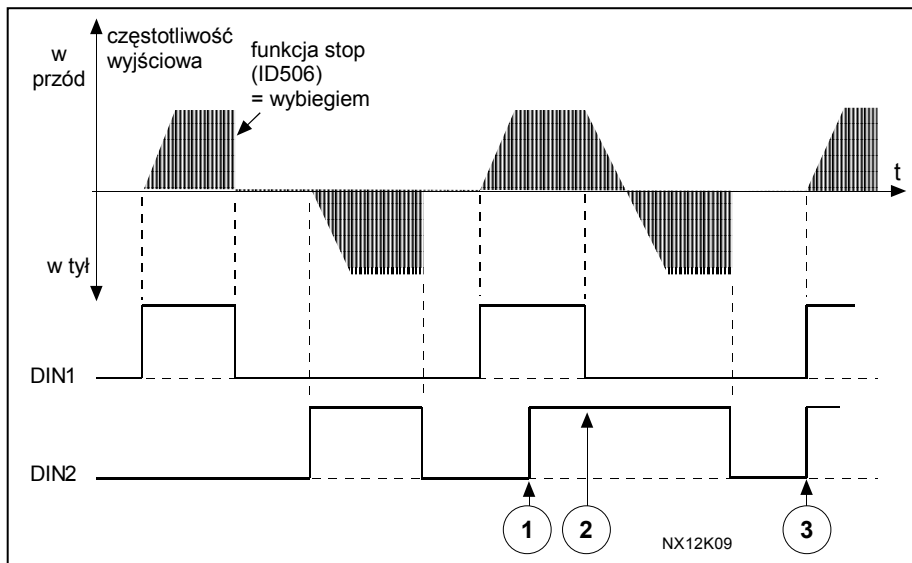 częstotliwość
wyjściowa
w
przód
funkcja stop
(ID506)
= wybiegiem
t
w tył
DIN1
DIN2
1
2
3
NX12K09